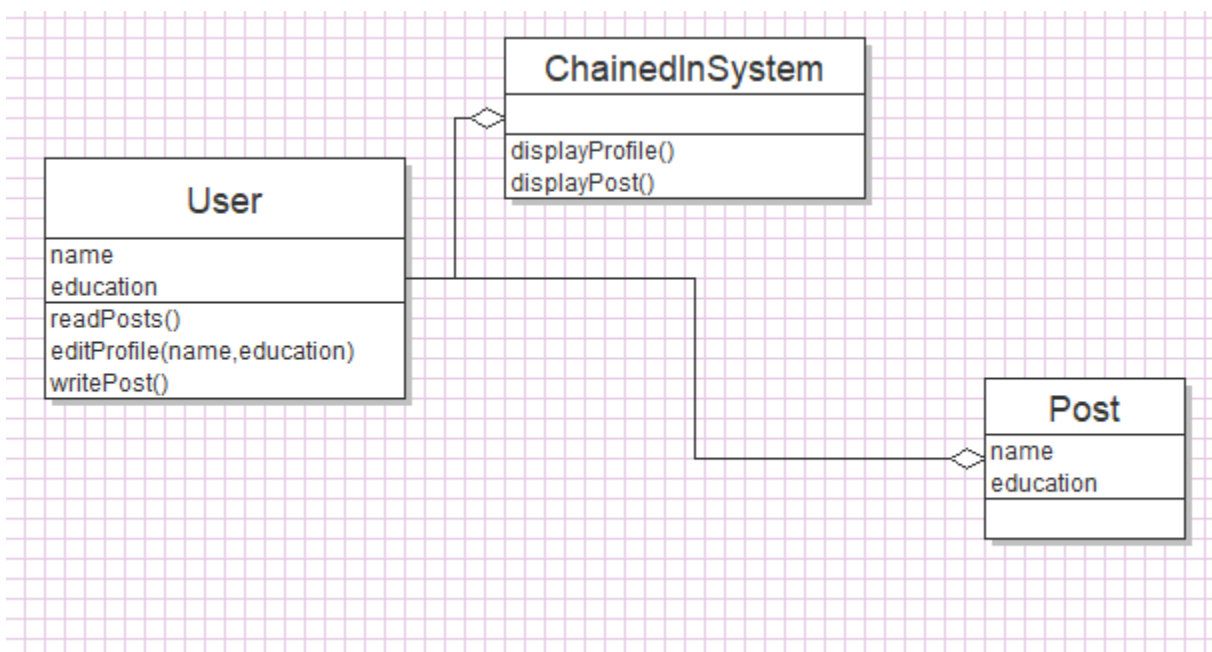 ChainedInSystem
displayProfile()
displayPost()
User
name
education
readPosts()
editProfile(name,education)
writePost()
Post
name
education